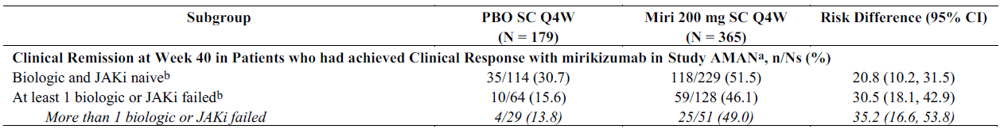 Subgroup PBO SC Q4W Miri 200 mg SC Q4W Risk Difference (95% CI)
(N = 179) (N = 365)
Clinical Remission at Week 40 in Patients who had achieved Clinical Response with mirikizumab in Study AMANa, n/Ns (%)
Biologic and JAKi naiveb 35/114 (30.7) 118/229 (51.5) 20.8 (10.2, 31.5)
At least 1 biologic or JAKi failedb 10/64 (15.6) 59/128 (46.1) 30.5 (18.1, 42.9)
More than 1 biologic or JAKi failed 4/29 (13.8) 25/51 (49.0) 35.2 (16.6, 53.8)